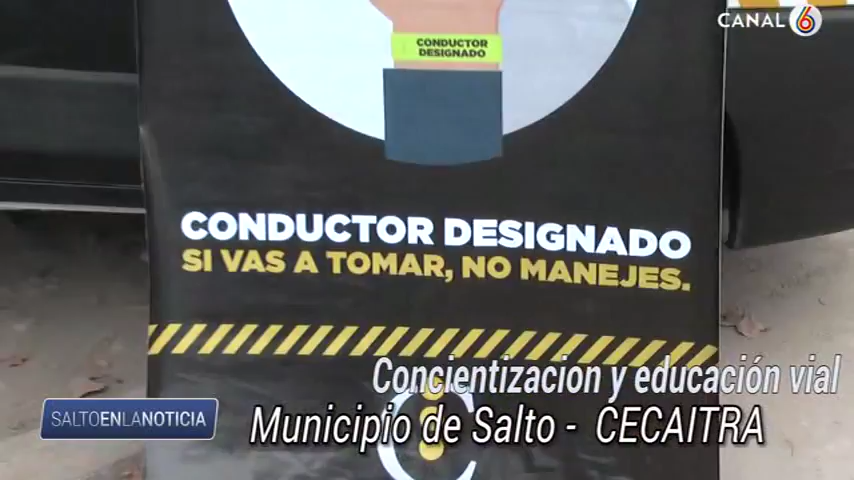 CANAL 6
CONDUCTOR
DESIGNADO
CONDUCTOR DESIGNADO
SI VAS A TOMAR, NO MANEJES.
Concientizacion y educación vial
SALTOENLANOTICIA
Municipio de Salto - CECAITRA